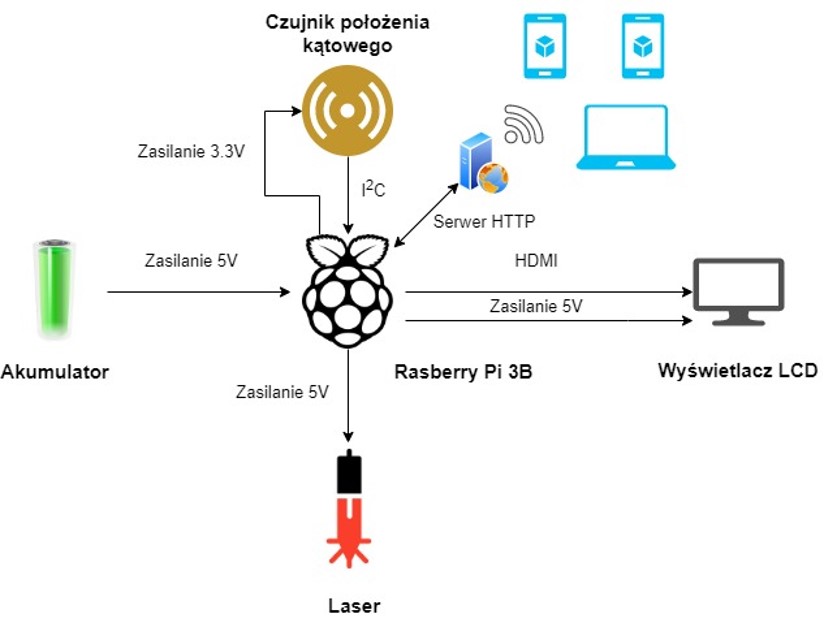 Czujnik położenia
kątowego
Zasilanie 3.3V
I²C
Serwer HTTP
Zasilanie 5V
HDMI
Zasilanie 5V
Akumulator
Rasberry Pi 3B
Wyświetlacz LCD
Zasilanie 5V
Laser